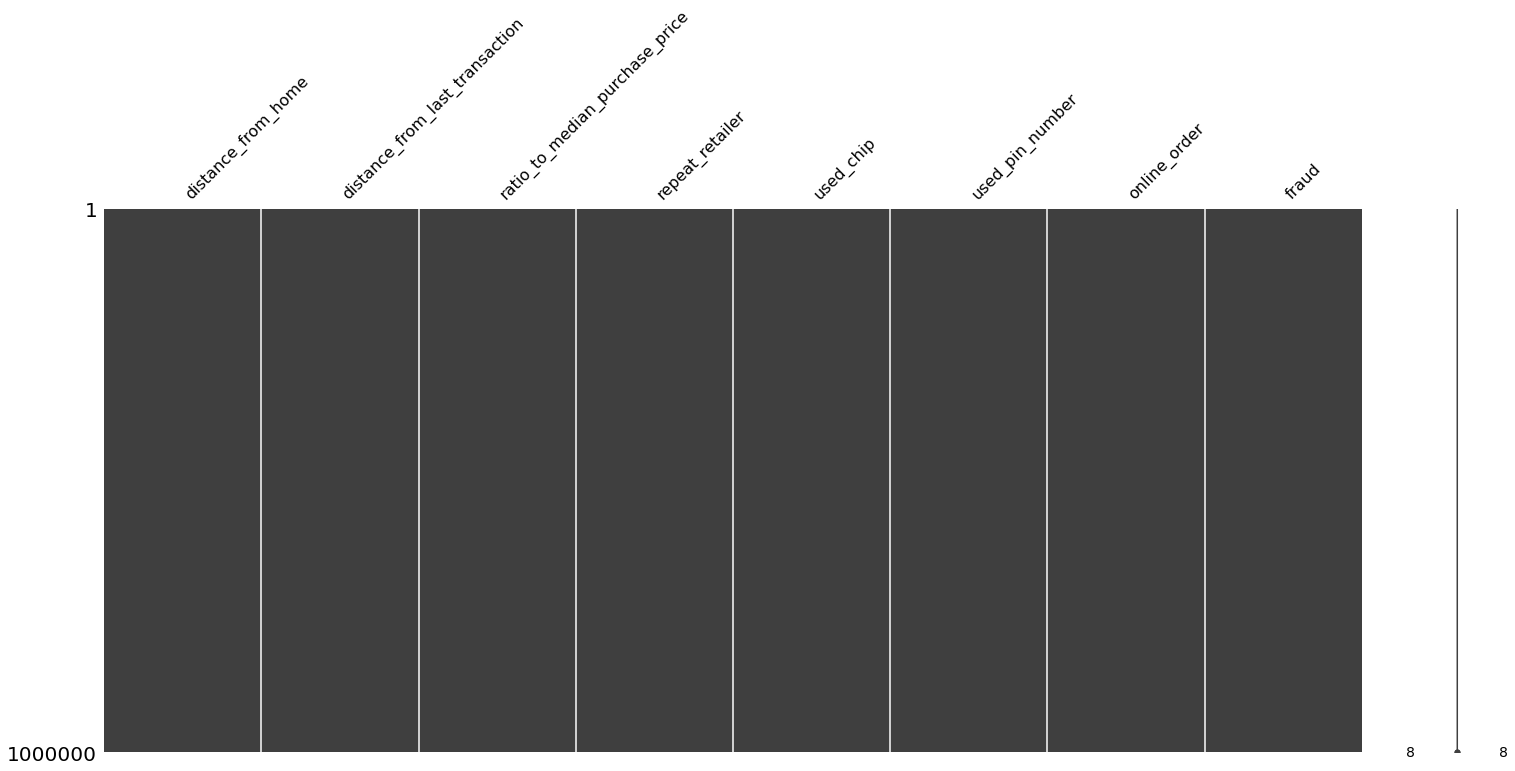 distance_from_home
distance_from_last_transaction
ratio_to_median_purchase_price
repeat_retailer
used_chip
used_pin_number
online_order
fraud
1
1000000
8
8